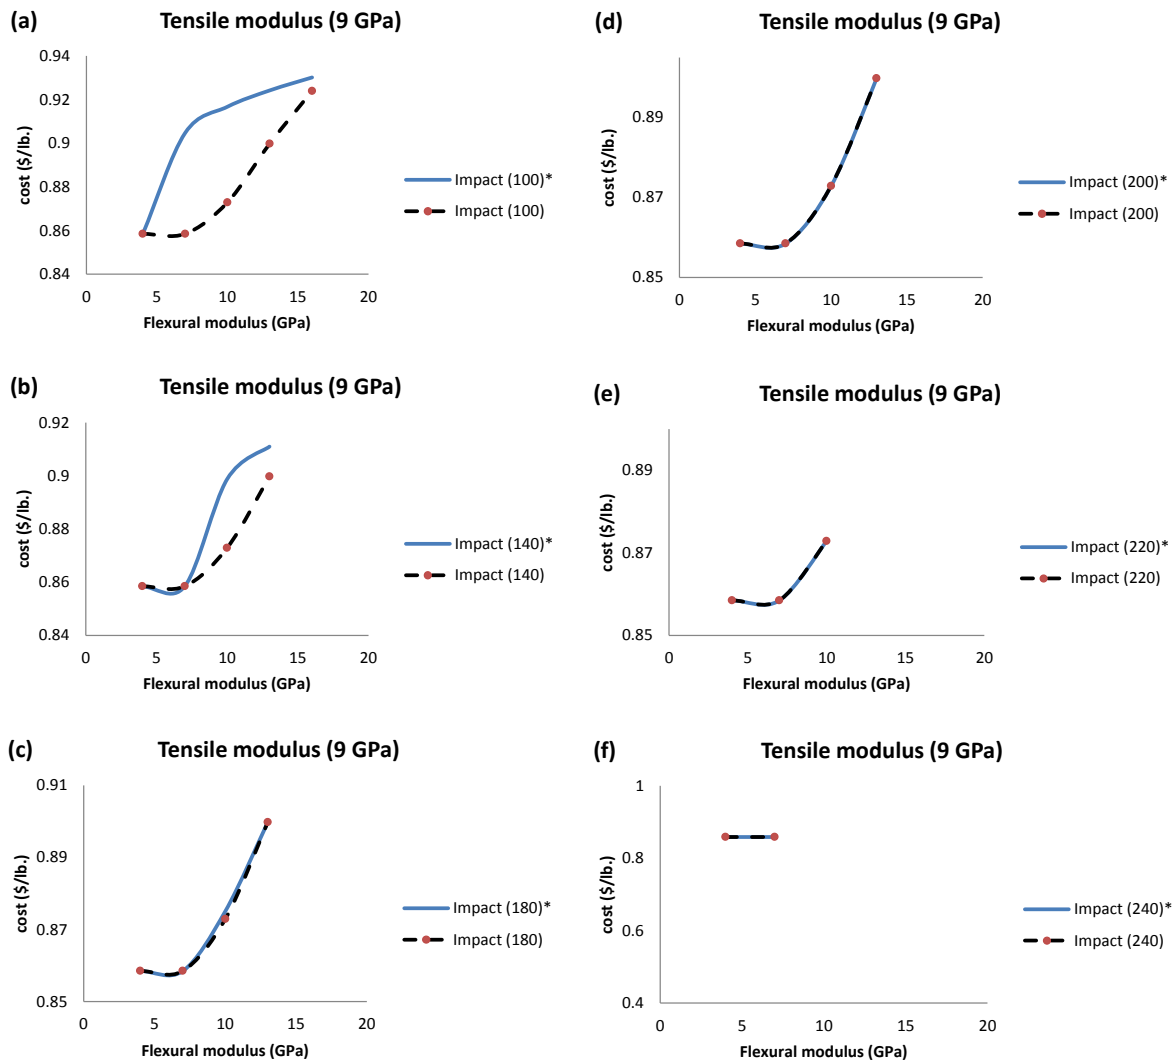 (a)
Tensile modulus (9 GPa)
0.94
0.92
0.9
0.88
0.86
0.84
cost ($/lb.)
0
5
10
15
20
Flexural modulus (GPa)
Impact (100)*
Impact (100)
(b)
Tensile modulus (9 GPa)
0.92
0.9
0.88
0.86
0.84
cost ($/lb.)
0
5
10
15
20
Flexural modulus (GPa)
Impact (140)*
Impact (140)
(c)
Tensile modulus (9 GPa)
0.91
0.89
0.87
0.85
cost ($/lb.)
0
5
10
15
20
Flexural modulus (GPa)
Impact (180)*
Impact (180)
(d)
Tensile modulus (9 GPa)
0.89
0.87
0.85
cost ($/lb.)
0
5
10
15
20
Flexural modulus (GPa)
Impact (200)*
Impact (200)
(e)
Tensile modulus (9 GPa)
0.89
0.87
0.85
cost ($/lb.)
0
5
10
15
20
Flexural modulus (GPa)
Impact (220)*
Impact (220)
(f)
Tensile modulus (9 GPa)
1
0.8
0.6
0.4
cost ($/lb.)
0
5
10
15
20
Flexural modulus (GPa)
Impact (240)*
Impact (240)